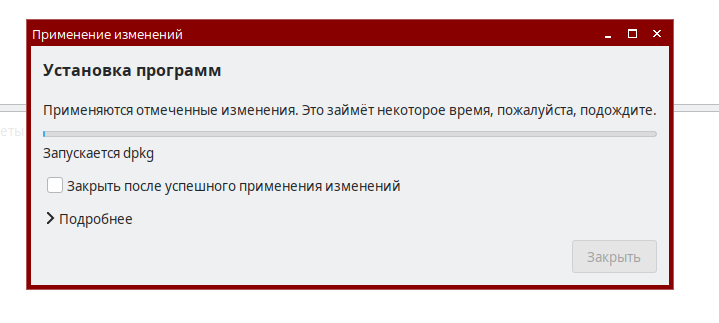 Применение изменений
Установка программ
Применяются отмеченные изменения. Это займёт некоторое время, пожалуйста, подождите.
Запускается dpkg
Закрыть после успешного применения изменений
Подробнее
Закрыть